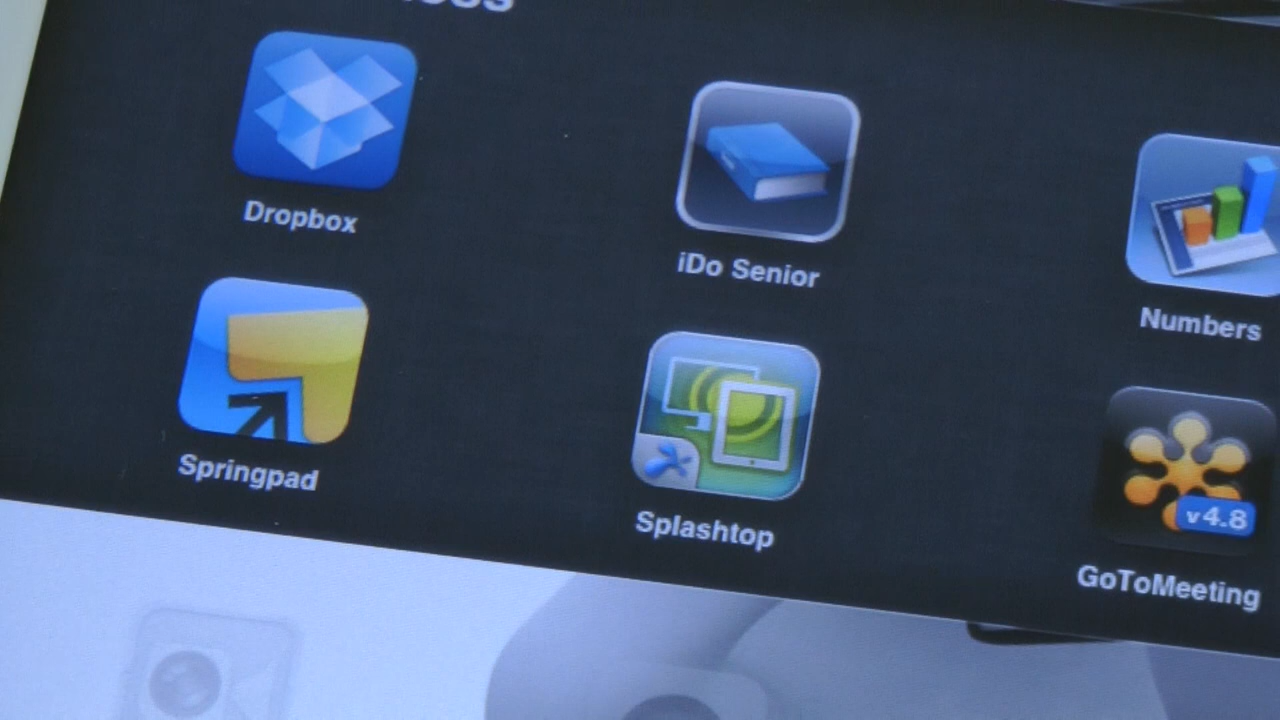 Dropbox
iDo Senior
Numbers
Springpad
Splashtop
v4.8
GoToMeeting